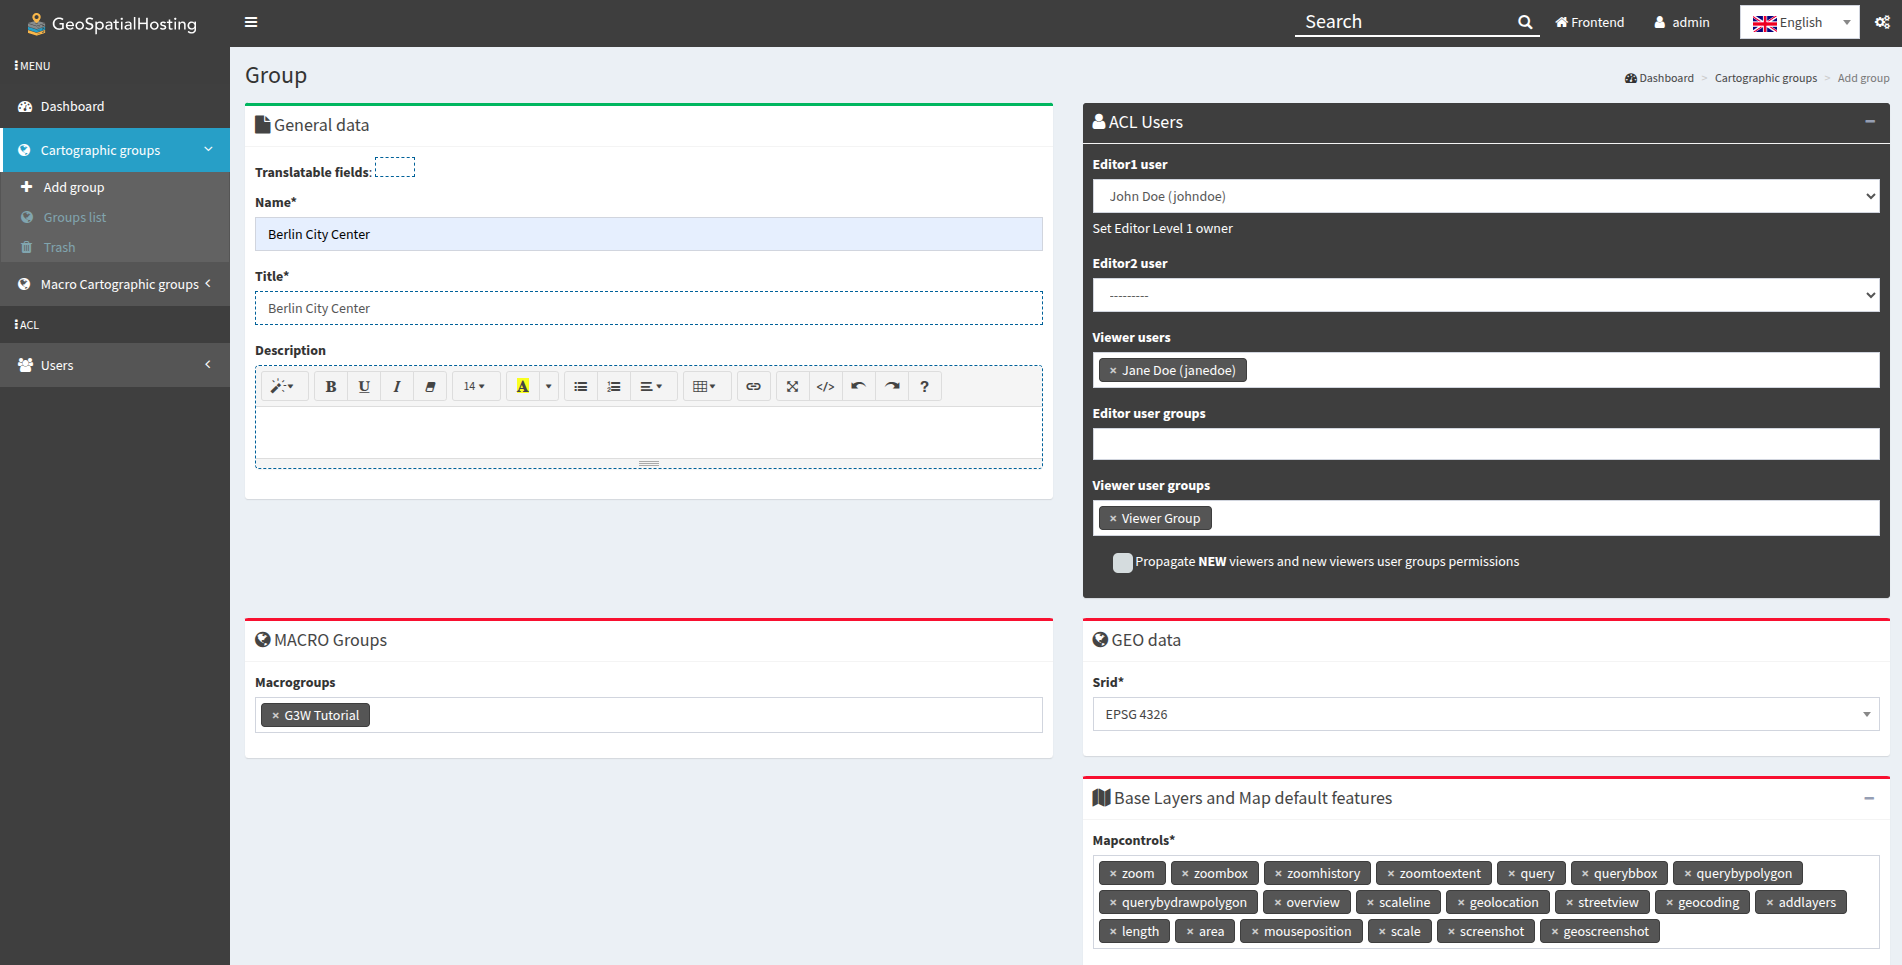 GeoSpatialHosting
Search
Frontend
admin
English
MENU
Dashboard
Cartographic groups
Add group
Groups list
Trash
Macro Cartographic groups
ACL
Users
Group
Dashboard > Cartographic groups > Add group
General data
Translatable fields:
Name*
Berlin City Center
Title*
Berlin City Center
Description
B U I 14 A </> ?
ACL Users
Editor1 user
John Doe (johndoe)
Set Editor Level 1 owner
Editor2 user
---------
Viewer users
× Jane Doe (janedoe)
Editor user groups
Viewer user groups
× Viewer Group
Propagate NEW viewers and new viewers user groups permissions
MACRO Groups
Macrogroups
× G3W Tutorial
GEO data
Srid*
EPSG 4326
Base Layers and Map default features
Mapcontrols*
× zoom × zoombox × zoomhistory × zoomtoextent × query × querybbox × querybypolygon
× querybydrawpolygon × overview × scaleline × geolocation × streetview × geocoding × addlayers
× length × area × mouseposition × scale × screenshot × geoscreenshot